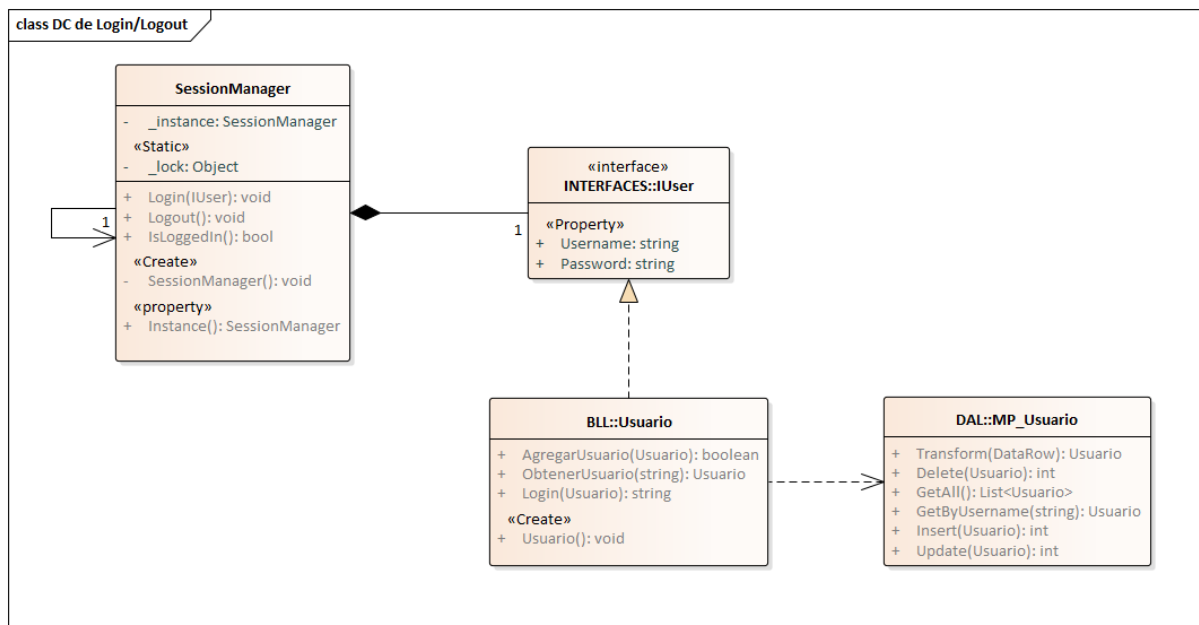 class DC de Login/Logout
SessionManager
- _instance: SessionManager
«Static»
- _lock: Object
+ Login(IUser): void
+ Logout(): void
+ IsLoggedIn(): bool
«Create»
- SessionManager(): void
«property»
+ Instance(): SessionManager
1
1
«interface»
INTERFACES::IUser
«Property»
+ Username: string
+ Password: string
BLL::Usuario
+ AgregarUsuario(Usuario): boolean
+ ObtenerUsuario(string): Usuario
+ Login(Usuario): string
«Create»
+ Usuario(): void
DAL::MP_Usuario
+ Transform(DataRow): Usuario
+ Delete(Usuario): int
+ GetAll(): List<Usuario>
+ GetByUsername(string): Usuario
+ Insert(Usuario): int
+ Update(Usuario): int